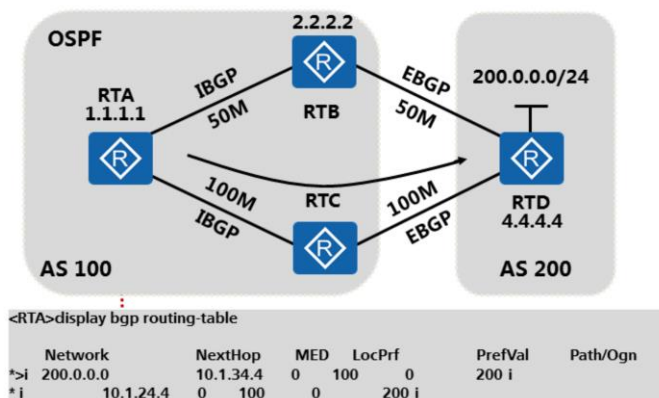 OSPF
2.2.2.2
RTA
1.1.1.1
IBGP
50M
RTB
EBGP
50M
200.0.0.0/24
R
R
R
R
100M
IBGP
RTC
100M
EBGP
RTD
4.4.4.4
AS 100
AS 200
<RTA>display bgp routing-table
Network NextHop MED LocPrf PrefVal Path/Ogn
*>i 200.0.0.0 10.1.34.4 0 100 0 200 i
* i 10.1.24.4 0 100 0 200 i